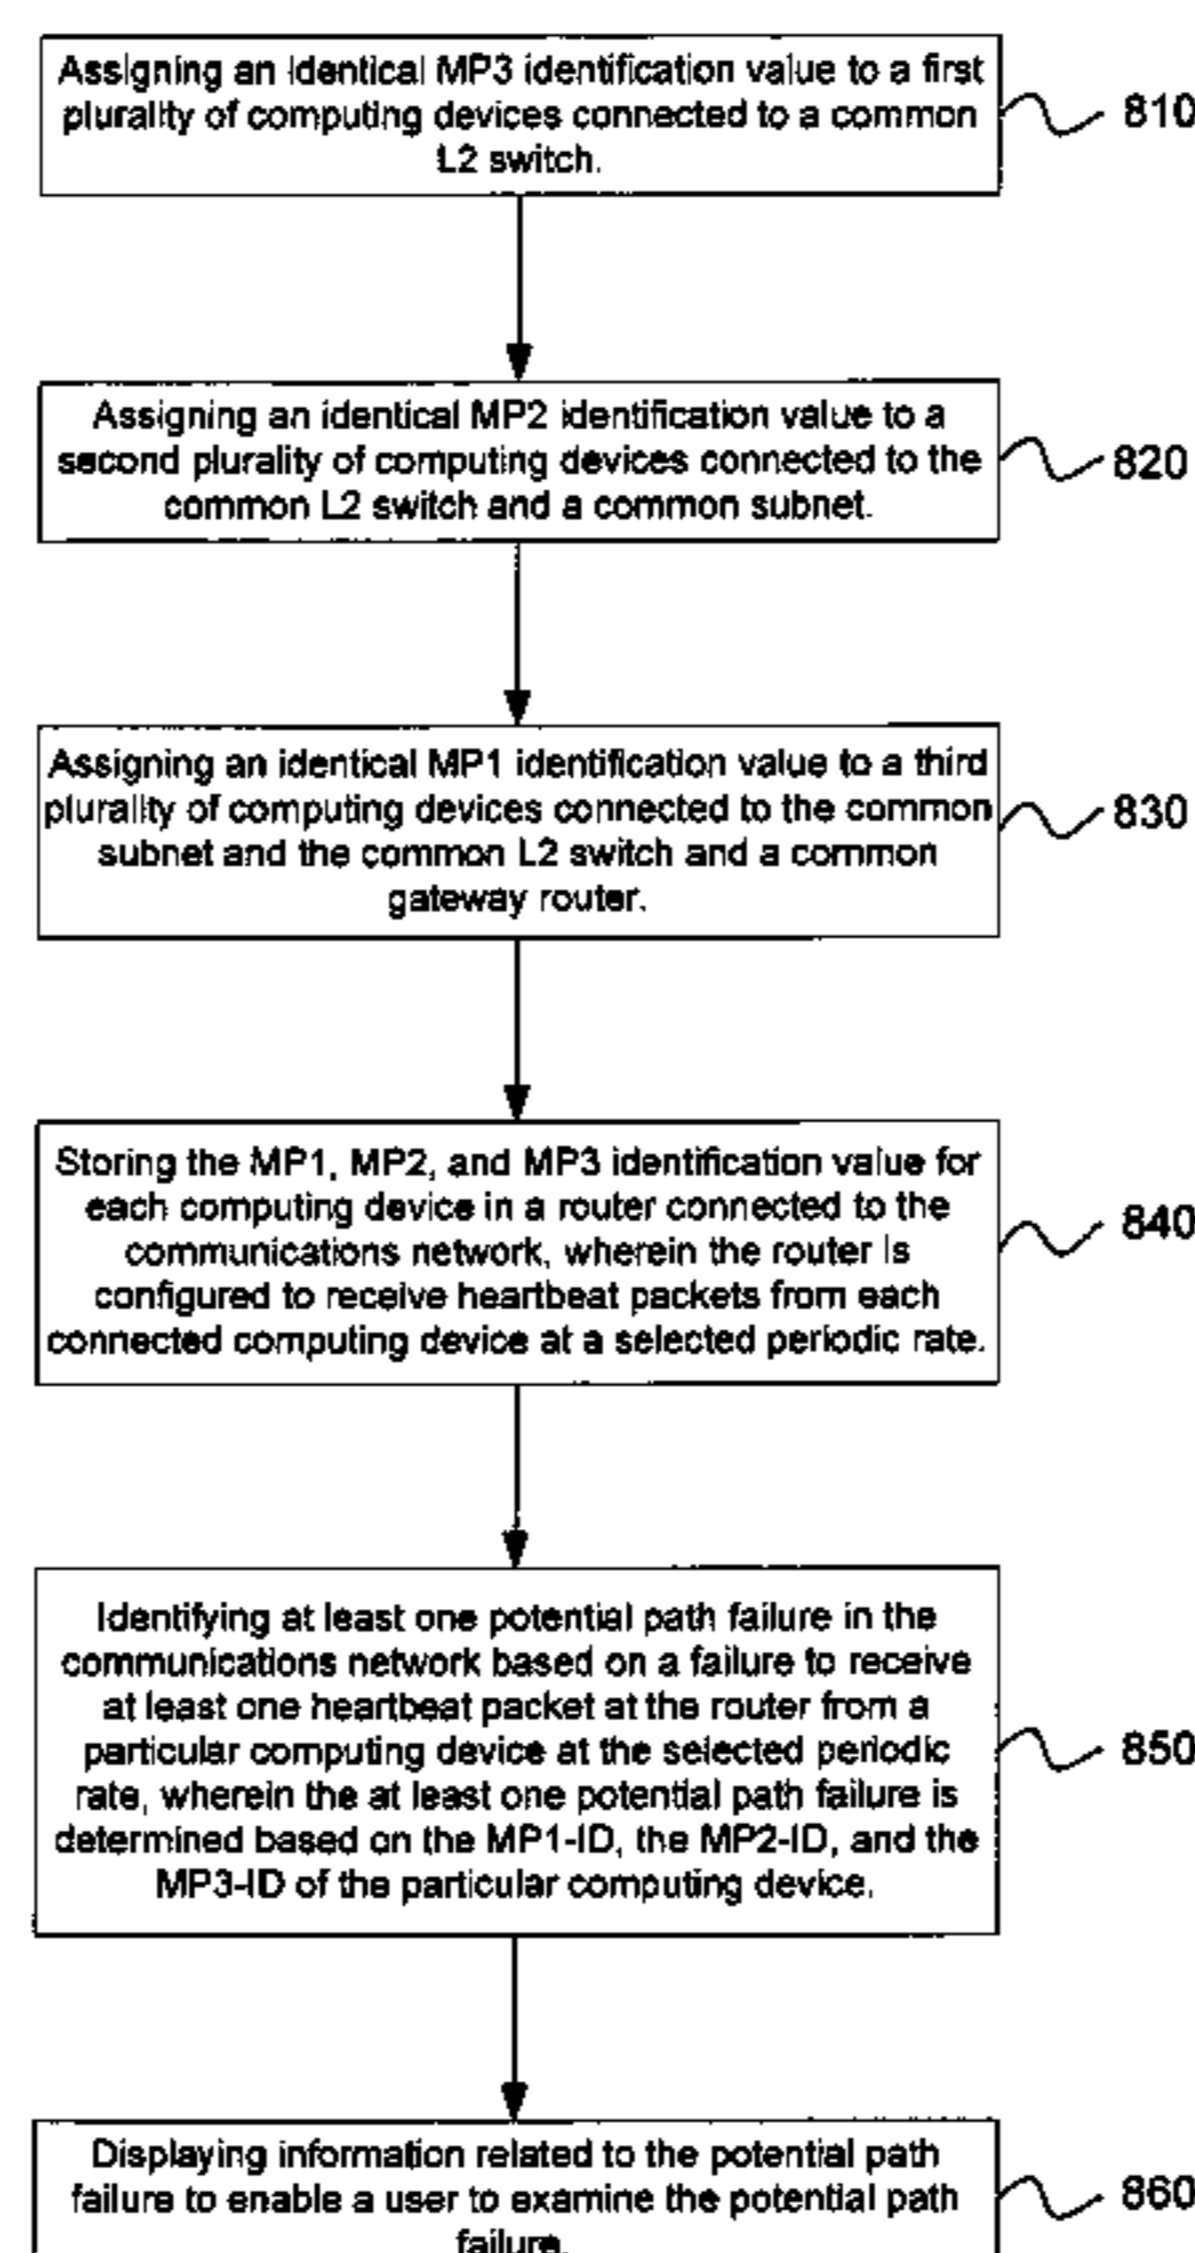 Assigning an identical MP3 identification value to a first
plurality of computing devices connected to a common
L2 switch.
810
Assigning an identical MP2 identification value to a
second plurality of computing devices connected to the
common L2 switch and a common subnet.
820
Assigning an identical MP1 identification value to a third
plurality of computing devices connected to the common
subnet and the common L2 switch and a common
gateway router.
830
Storing the MP1, MP2, and MP3 identification value for
each computing device in a router connected to the
communications network, wherein the router is
configured to receive heartbeat packets from each
connected computing device at a selected periodic rate.
840
Identifying at least one potential path failure in the
communications network based on a failure to receive
at least one heartbeat packet at the router from a
particular computing device at the selected periodic
rate, wherein the at least one potential path failure is
determined based on the MP1-ID, the MP2-ID, and the
MP3-ID of the particular computing device.
850
Displaying information related to the potential path
failure to enable a user to examine the potential path
failure.
860